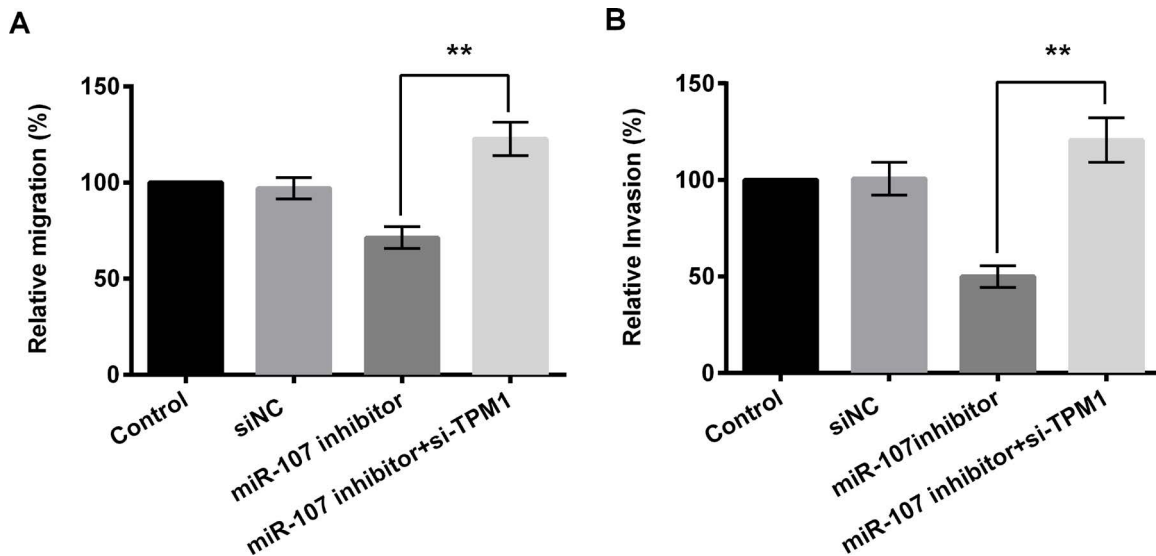 A
**
Relative migration (%)
150
100
50
0
Control
siNC
miR-107 inhibitor
miR-107 inhibitor+si-TPM1
B
**
Relative Invasion (%)
150
100
50
0
Control
siNC
miR-107inhibitor
miR-107 inhibitor+si-TPM1